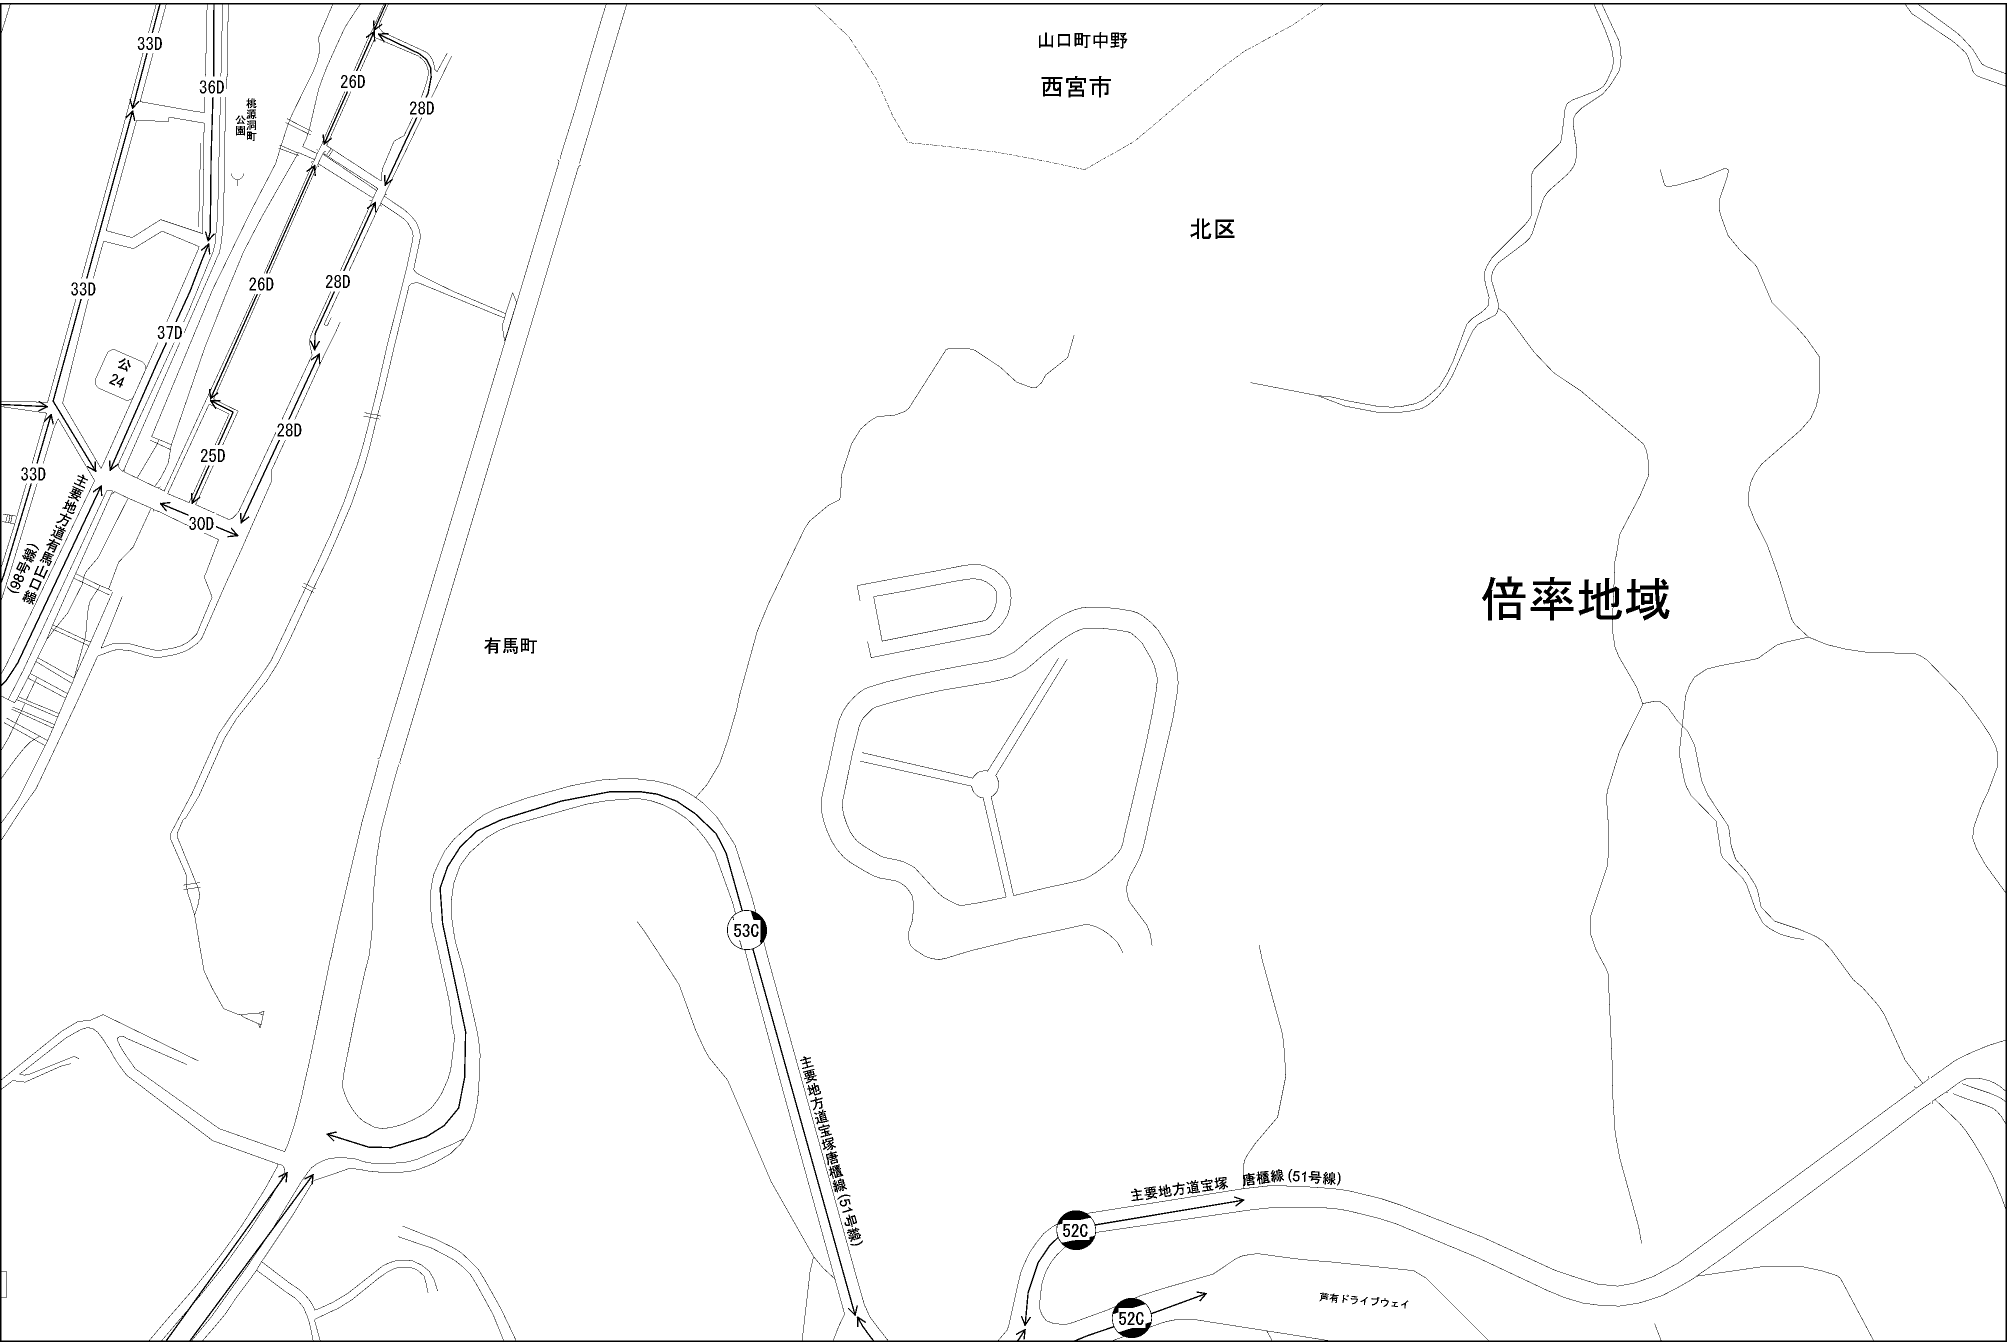 33D
36D
26D
28D
桃源洞町
公園
山口町中野
西宮市
北区
33D
26D
28D
37D
公
24
28D
25D
33D
30D
主要地方道有馬山口線
(98号線)
倍率地域
有馬町
53C
主要地方道宝塚唐櫃線(51号線)
主要地方道宝塚 唐櫃線(51号線)
52C
52C
芦有ドライブウェイ